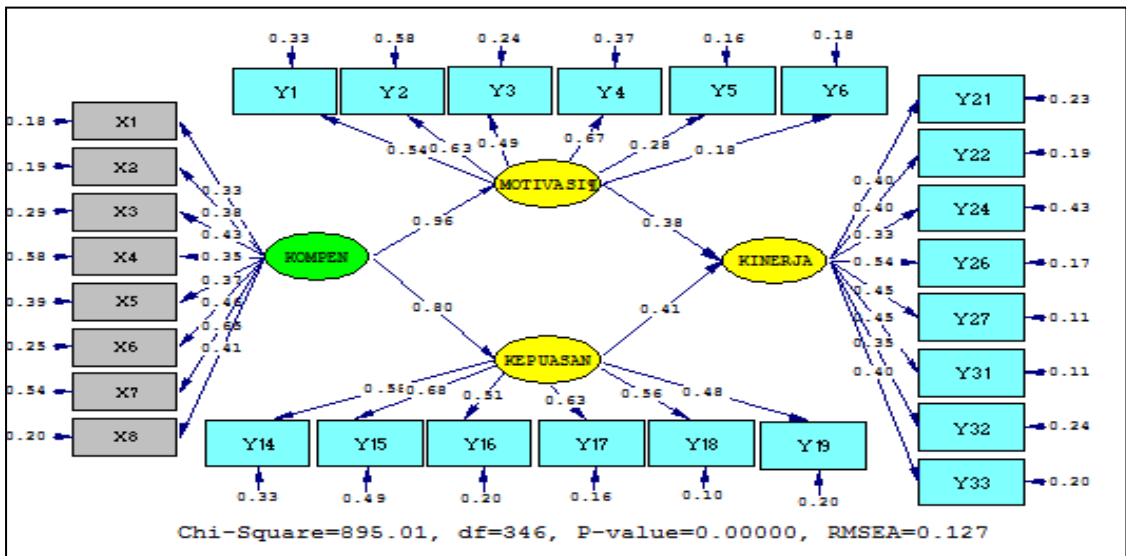 0.33 0.58 0.24 0.37 0.16 0.18
Y1 Y2 Y3 Y4 Y5 Y6
0.54 0.63 0.49 0.67 0.28 0.18
0.18 X1
0.19 X2
0.29 X3
0.58 X4
0.39 X5
0.25 X6
0.54 X7
0.20 X8
0.33
0.38
0.43
0.35
0.37
0.46
0.65
0.41
KOMPEN
0.96
0.80
MOTIVASI¶
0.38
KEPUASAN
0.41
KINERJA
0.68 0.51 0.63 0.56 0.48
Y14 Y15 Y16 Y17 Y18 Y19
0.33 0.49 0.20 0.16 0.10 0.20
0.40
0.40
0.33
0.54
0.45
0.45
0.35
0.40
Y21 0.23
Y22 0.19
Y24 0.43
Y26 0.17
Y27 0.11
Y31 0.11
Y32 0.24
Y33 0.20
Chi-Square=895.01, df=346, P-value=0.00000, RMSEA=0.127